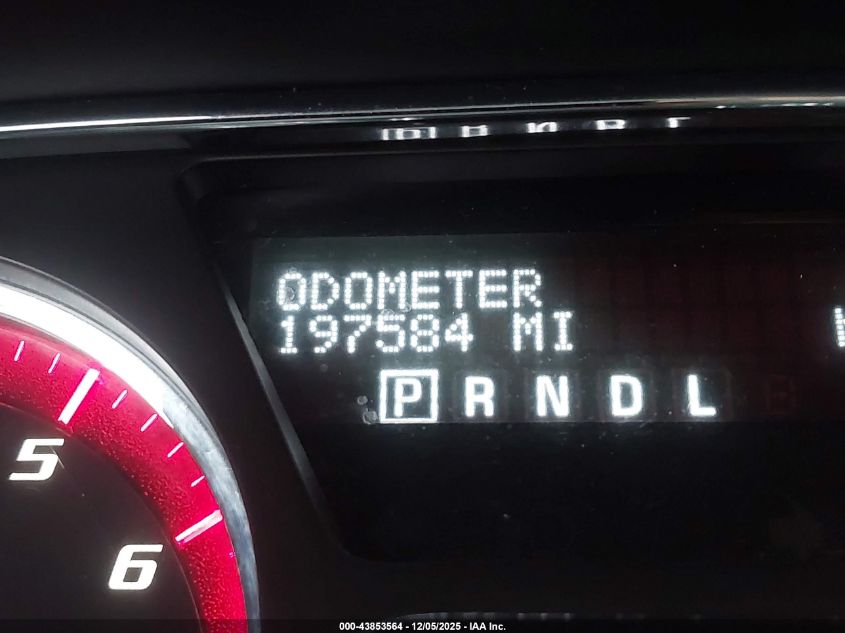 ODOMETER
197584 MI
P R N D L
5
6
000-43853564 - 12/05/2025 - IAA Inc.